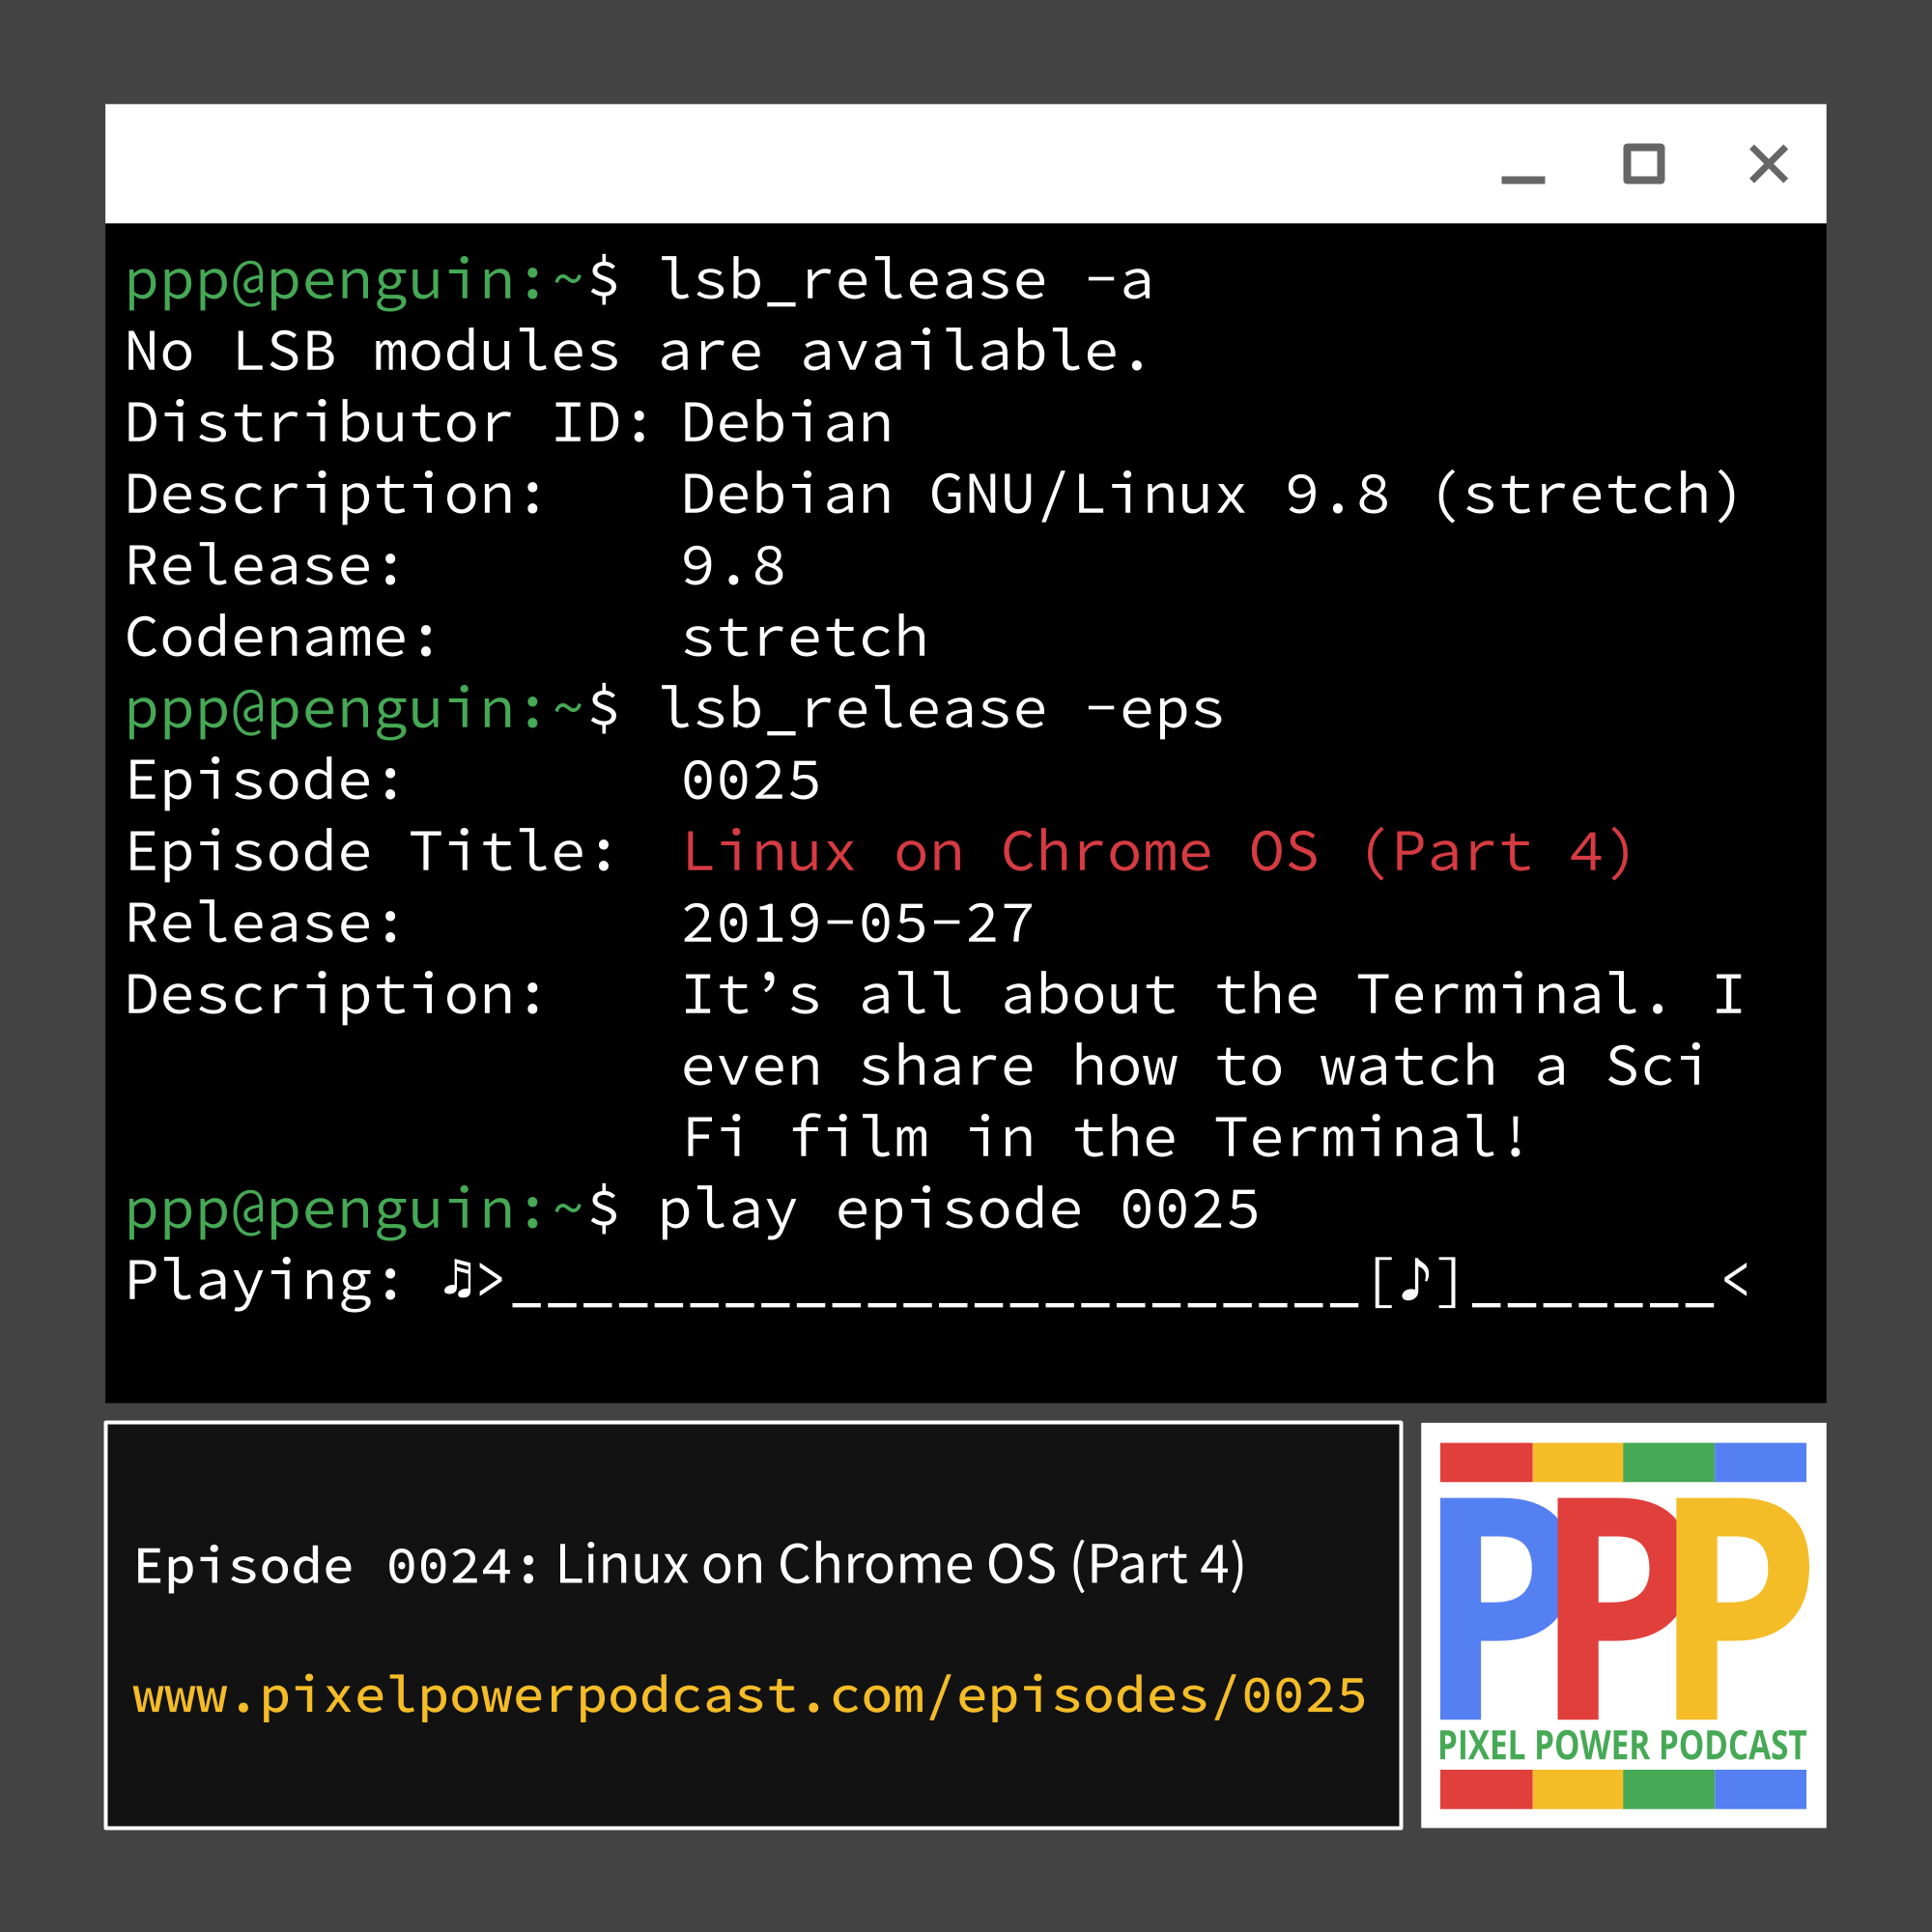 ppp@penguin:~$ lsb_release -a
No LSB modules are available.
Distributor ID: Debian
Description: Debian GNU/Linux 9.8 (stretch)
Release: 9.8
Codename: stretch
ppp@penguin:~$ lsb_release -eps
Episode: 0025
Episode Title: Linux on Chrome OS (Part 4)
Release: 2019-05-27
Description: It’s all about the Terminal. I
even share how to watch a Sci
Fi film in the Terminal!
ppp@penguin:~$ play episode 0025
Playing: ♬>________________________[♪]_______<
Episode 0024: Linux on Chrome OS (Part 4)
www.pixelpowerpodcast.com/episodes/0025
PPP
PIXEL POWER PODCAST